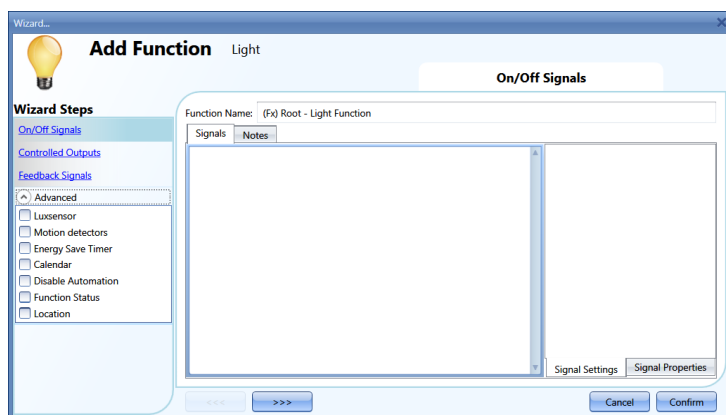 Wizard...
Add Function Light
On/Off Signals
Wizard Steps
On/Off Signals
Controlled Outputs
Feedback Signals
Advanced
Luxsensor
Motion detectors
Energy Save Timer
Calendar
Disable Automation
Function Status
Location
Function Name: (Fx) Root - Light Function
Signals Notes
Signal Settings Signal Properties
<<< >>> Cancel Confirm